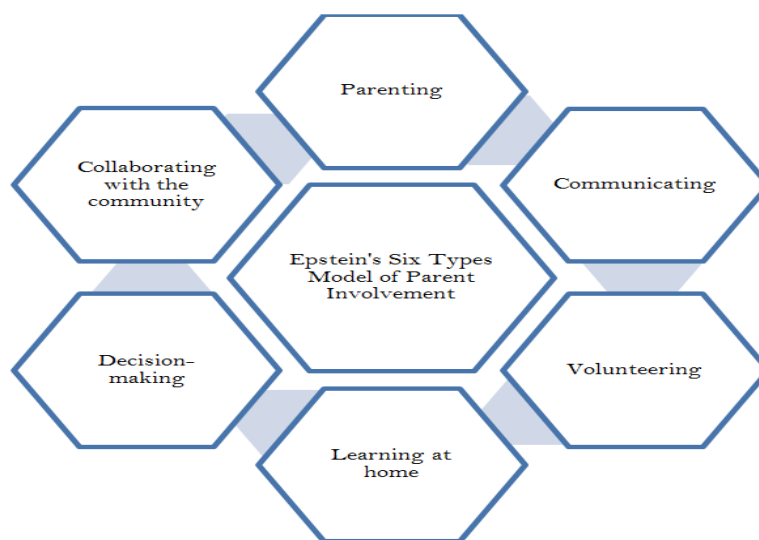 Parenting
Collaborating
with the
community
Communicating
Epstein's Six Types
Model of Parent
Involvement
Decision-
making
Volunteering
Learning at
home